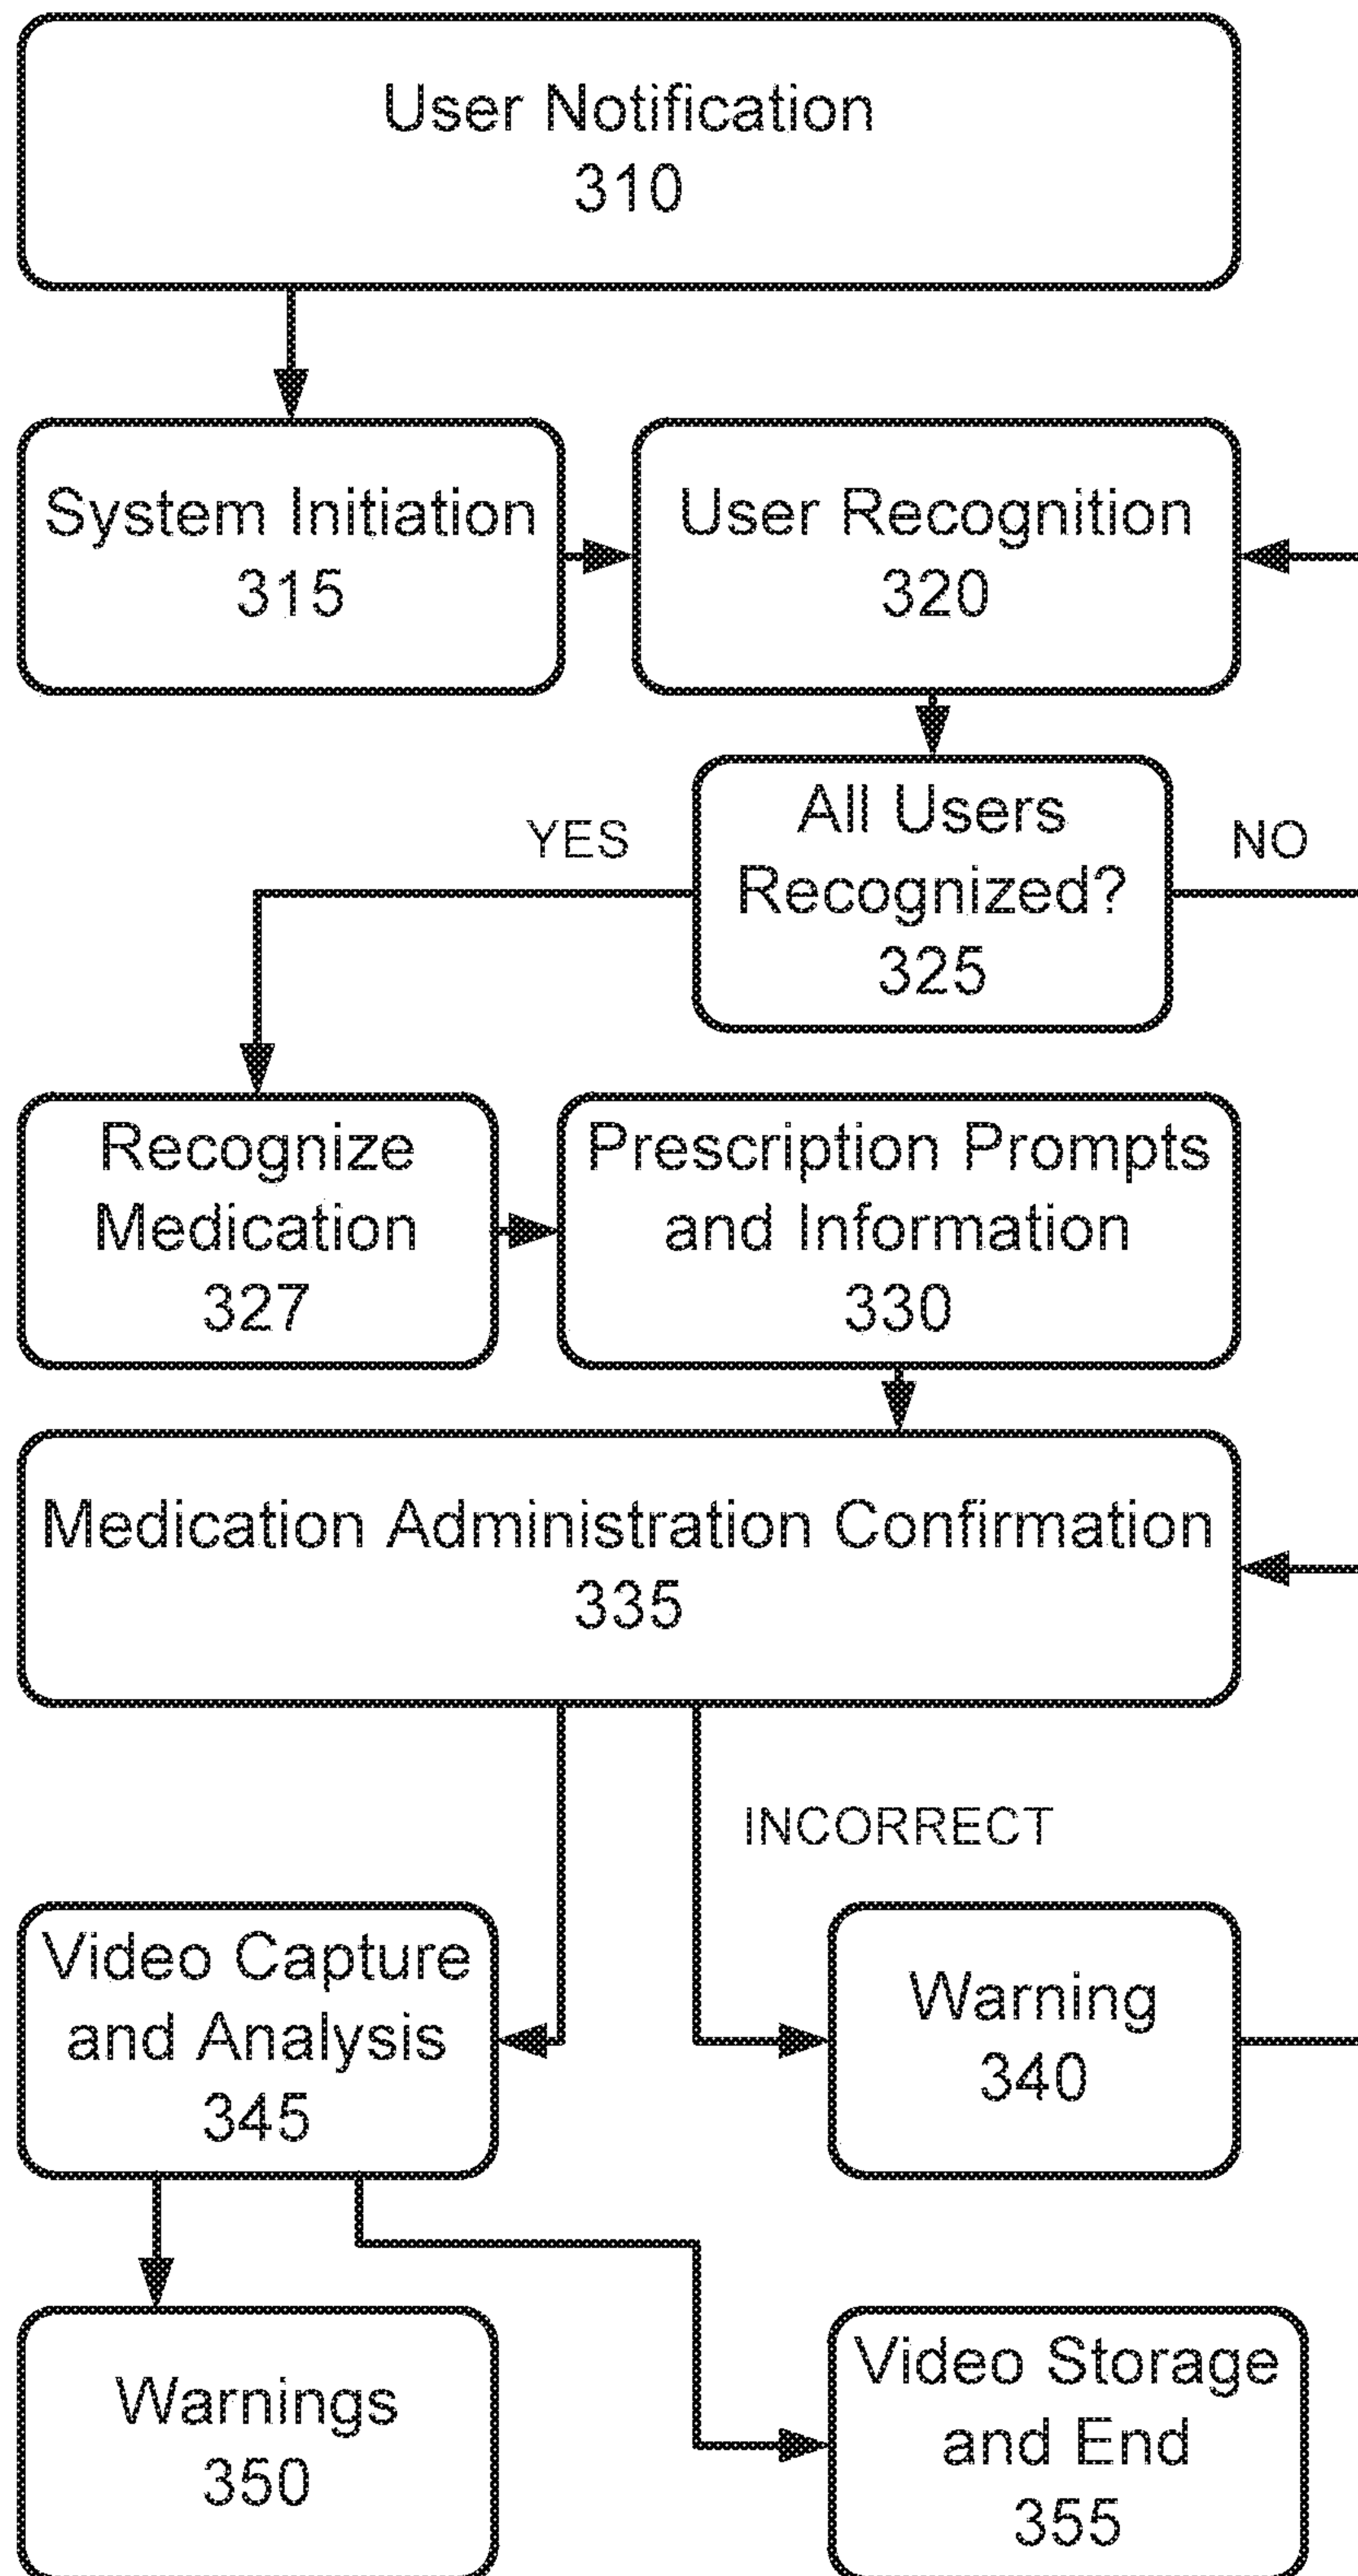 User Notification
310
System Initiation
315
User Recognition
320
YES
All Users
Recognized?
325
NO
Recognize
Medication
327
Prescription Prompts
and Information
330
Medication Administration Confirmation
335
INCORRECT
Video Capture
and Analysis
345
Warning
340
Warnings
350
Video Storage
and End
355